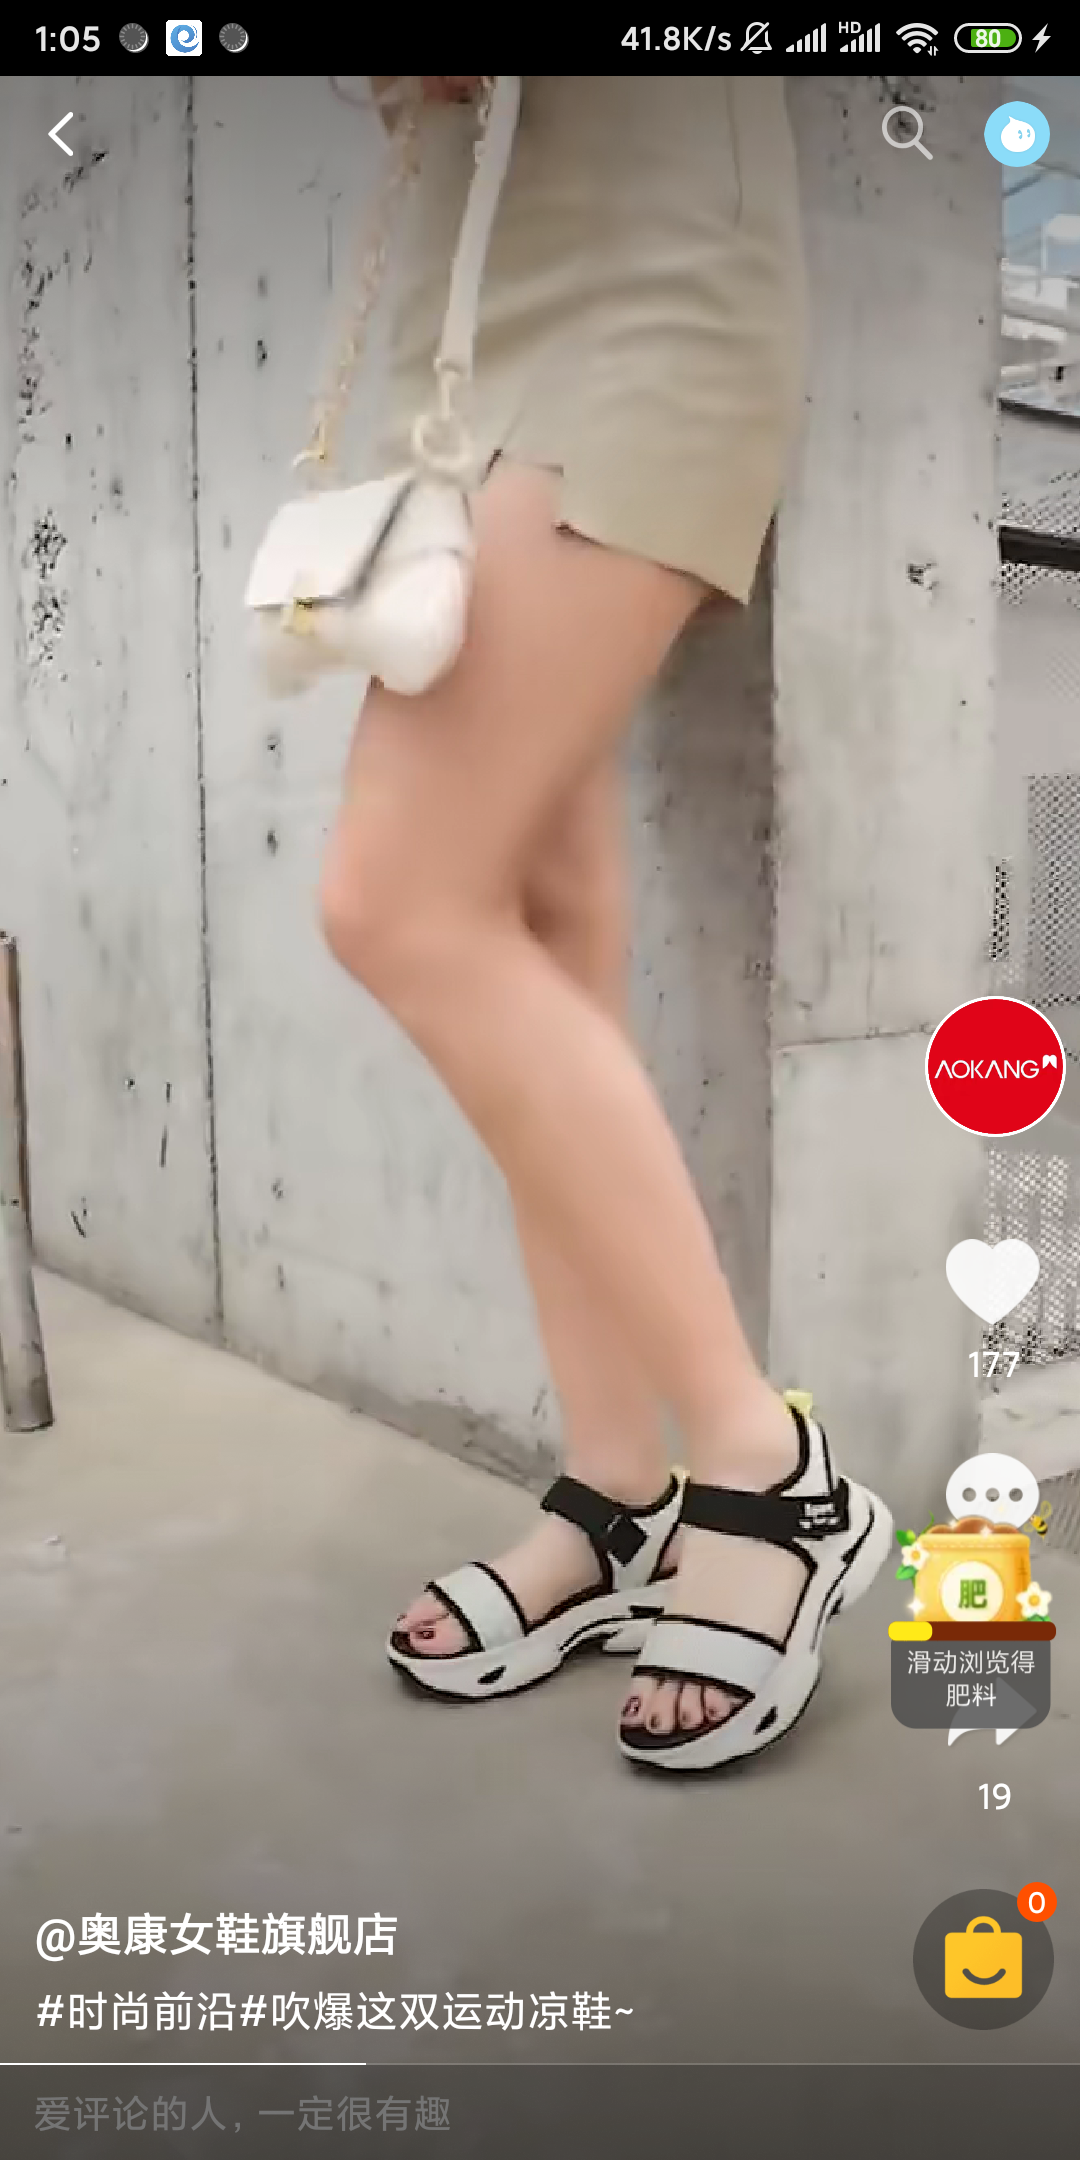 1:05
41.8K/s
HD
80
AOKANG
177
肥
滑动浏览得
肥料
19
0
@奥康女鞋旗舰店
#时尚前沿#吹爆这双运动凉鞋~
爱评论的人，一定很有趣